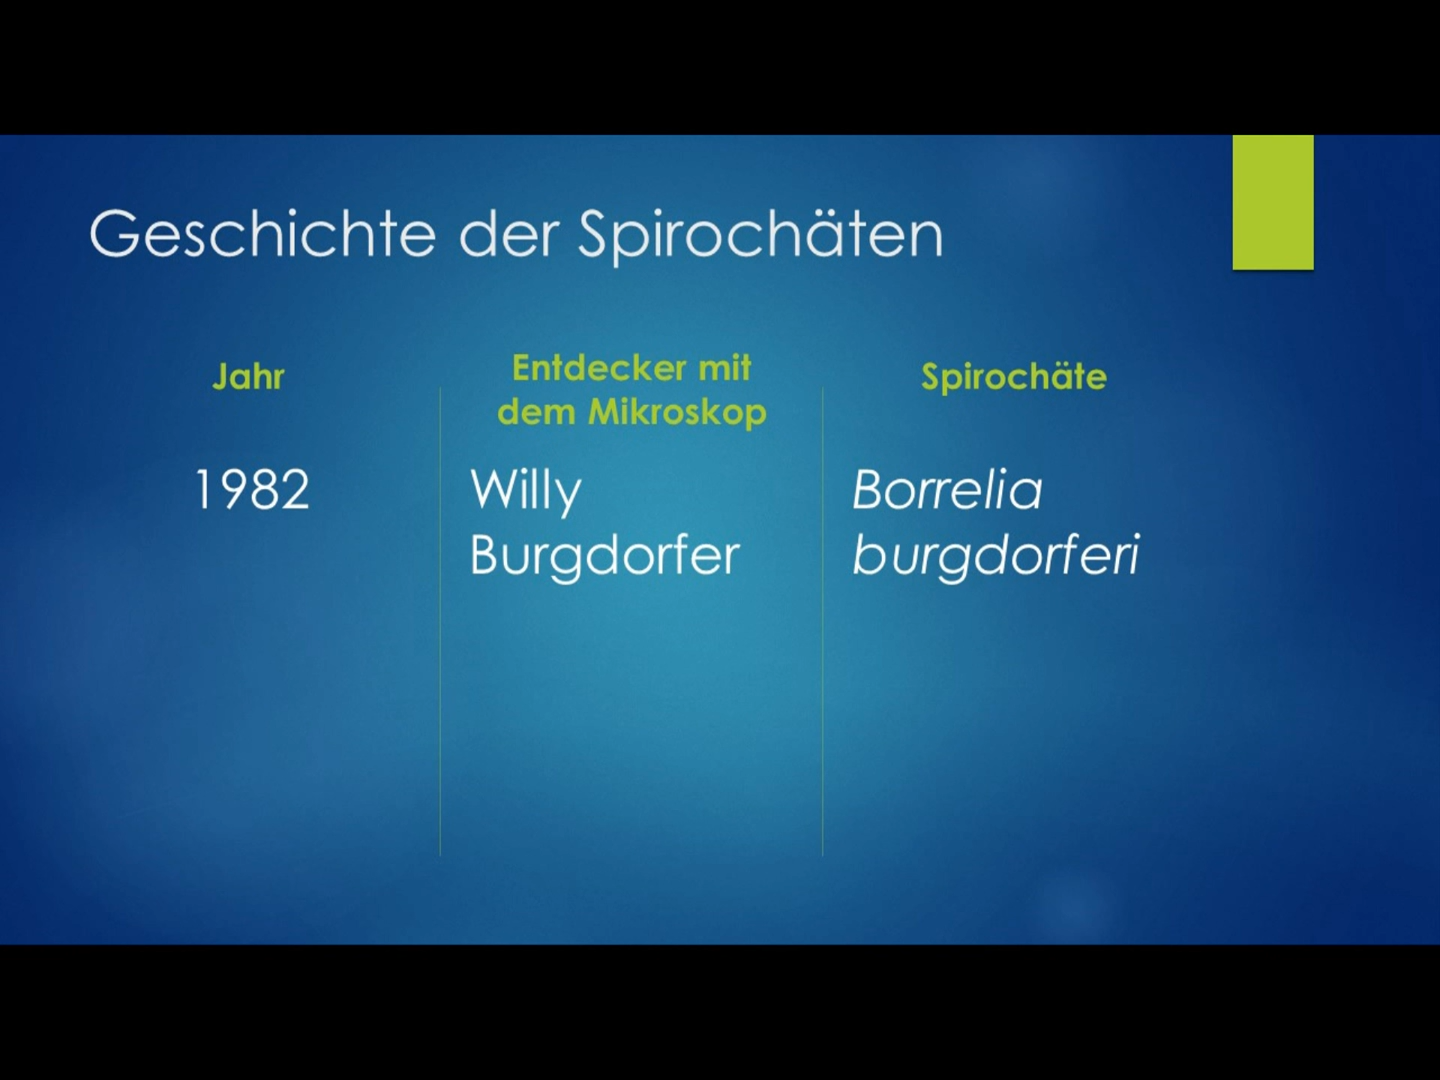 Geschichte der Spirochäten
Jahr
Entdecker mit
dem Mikroskop
Spirochäte
1982
Willy
Burgdorfer
Borrelia
burgdorferi